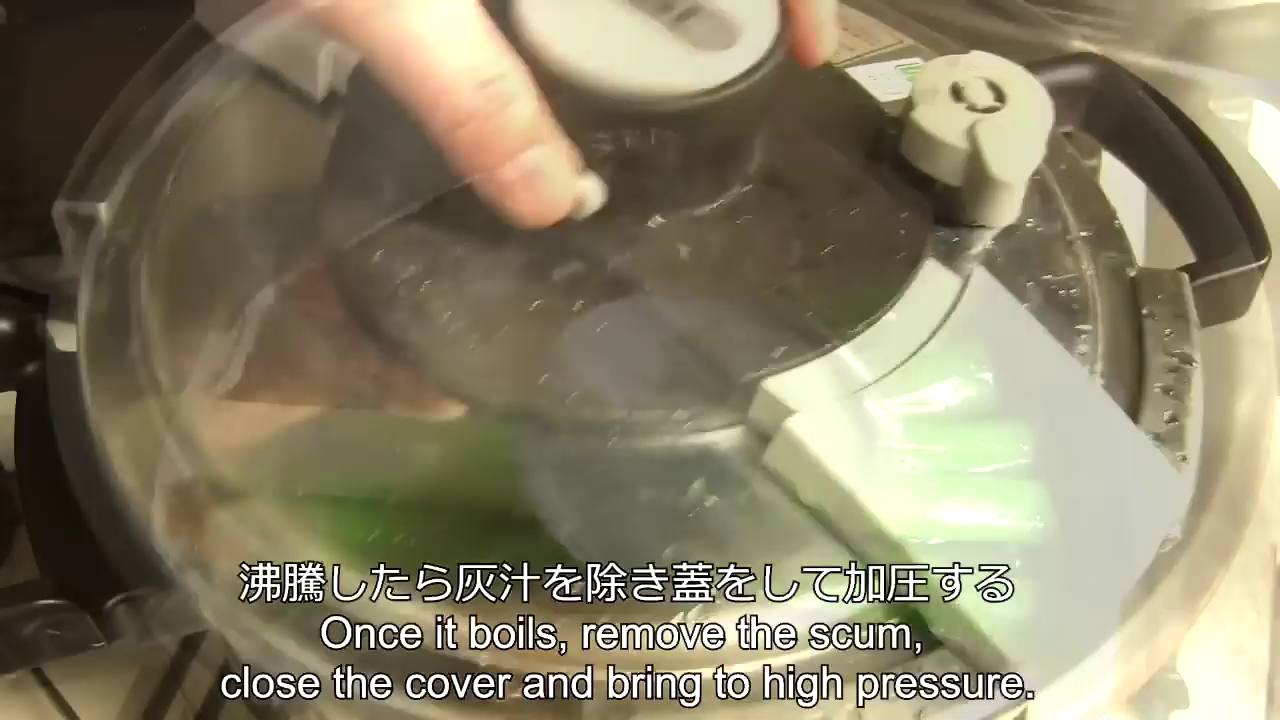 沸騰したら灰汁を除き蓋をして加圧する
Once it boils, remove the scum,
close the cover and bring to high pressure.